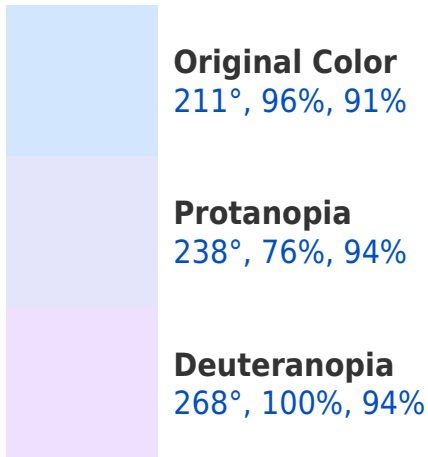 Original Color
211°, 96%, 91%
Protanopia
238°, 76%, 94%
Deuteranopia
268°, 100%, 94%